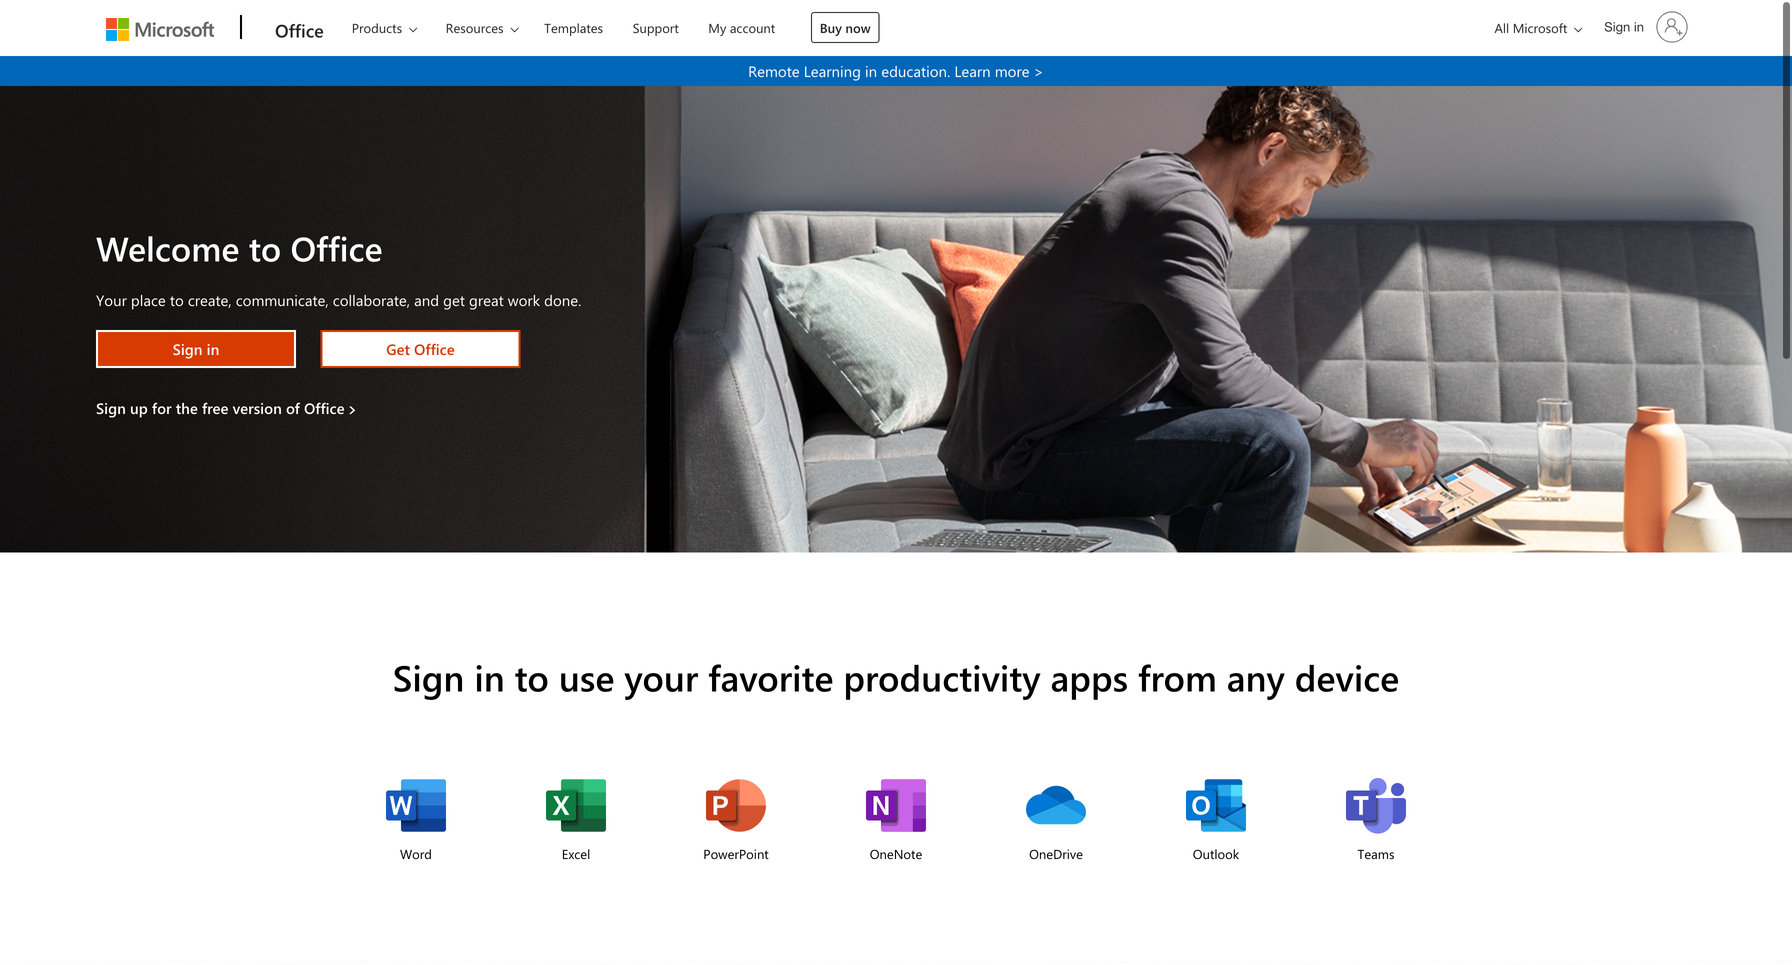 Microsoft
Office
Products
Resources
Templates
Support
My account
Buy now
All Microsoft
Sign in
Remote Learning in education. Learn more >
Welcome to Office
Your place to create, communicate, collaborate, and get great work done.
Sign in
Get Office
Sign up for the free version of Office >
Sign in to use your favorite productivity apps from any device
W
X
P
N
O
T
Word
Excel
PowerPoint
OneNote
OneDrive
Outlook
Teams